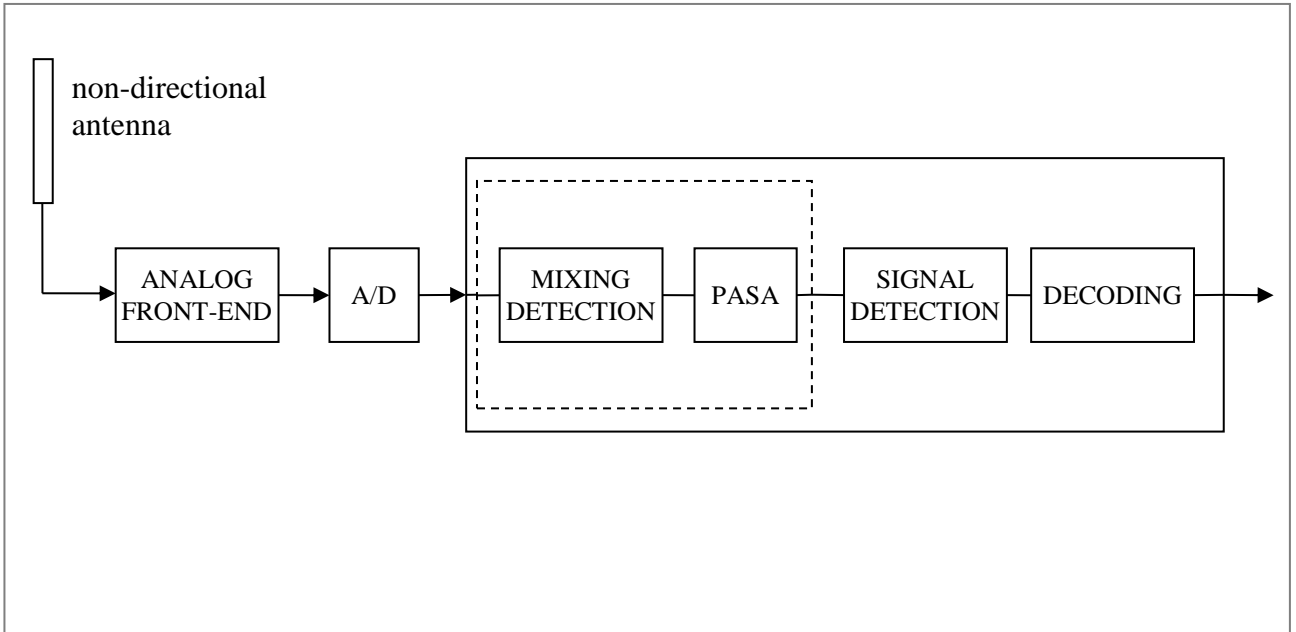 non-directional
antenna
ANALOG
FRONT-END
A/D
MIXING
DETECTION
PASA
SIGNAL
DETECTION
DECODING